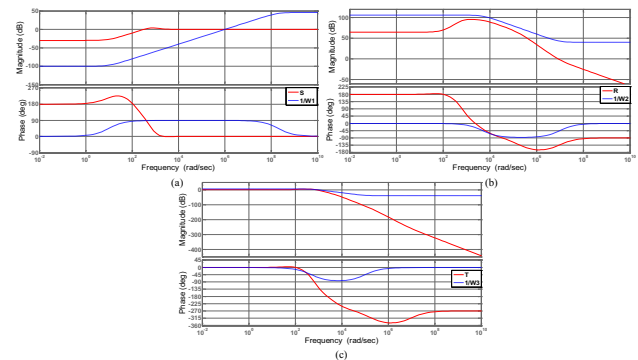 Magnitude (dB)
50
0
-50
-100
-150
S
1/W1
Phase (deg)
270
180
90
0
-90
10^-2 10^0 10^2 10^4 10^6 10^8 10^10
Frequency (rad/sec)
(a)
Magnitude (dB)
100
50
0
-50
R
1/W2
Phase (deg)
225
180
135
90
45
0
-45
-90
-135
-180
10^-2 10^0 10^2 10^4 10^6 10^8 10^10
Frequency (rad/sec)
(b)
Magnitude (dB)
0
-100
-200
-300
-400
T
1/W3
Phase (deg)
45
0
-45
-90
-135
-180
-225
-270
-315
-360
10^-2 10^0 10^2 10^4 10^6 10^8 10^10
Frequency (rad/sec)
(c)